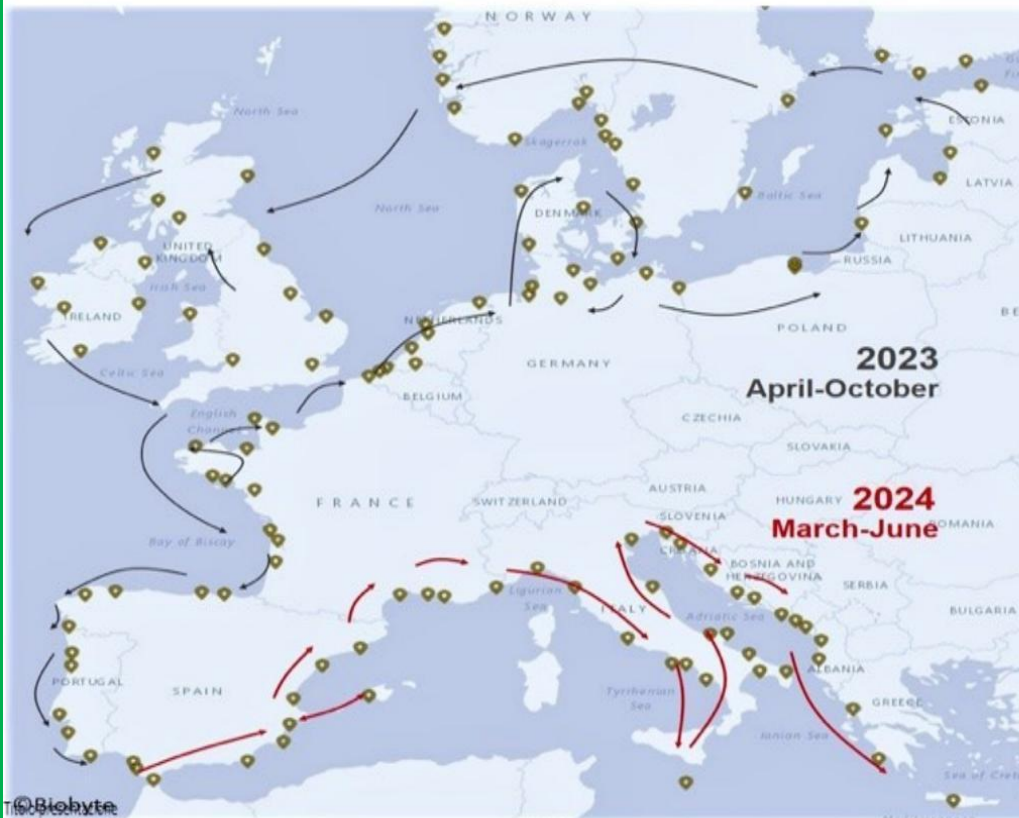 NORWAY
North Sea
Skagerrak
ESTONIA
LATVIA
Baltic Sea
North Sea
DENMARK
LITHUANIA
UNITED
KINGDOM
RUSSIA
Irish Sea
IRELAND
NETHERLANDS
POLAND
GERMANY
2023
April-October
Celtic Sea
BELGIUM
English
Channel
CZECHIA
SLOVAKIA
FRANCE
AUSTRIA
SWITZERLAND
HUNGARY
2024
SLOVENIA
March-June
ROMANIA
Bay of Biscay
BOSNIA AND
HERZEGOVINA
SERBIA
Ligurian
Sea
ITALY
Adriatic Sea
BULGARIA
PORTUGAL
SPAIN
ALBANIA
Tyrrhenian
Sea
GREECE
Ionian Sea
Sea of Cret
©Biobyte